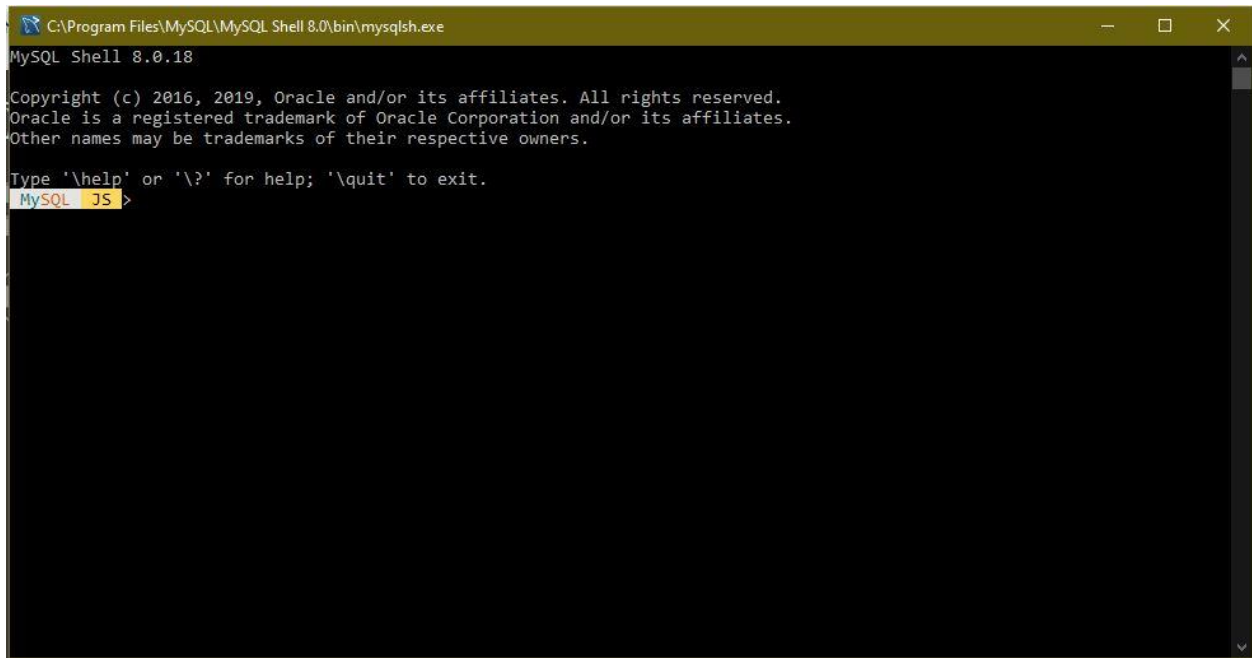 C:\Program Files\MySQL\MySQL Shell 8.0\bin\mysqlsh.exe
MySQL Shell 8.0.18
Copyright (c) 2016, 2019, Oracle and/or its affiliates. All rights reserved.
Oracle is a registered trademark of Oracle Corporation and/or its affiliates.
Other names may be trademarks of their respective owners.
Type '\help' or '\?' for help; '\quit' to exit.
MySQL JS >